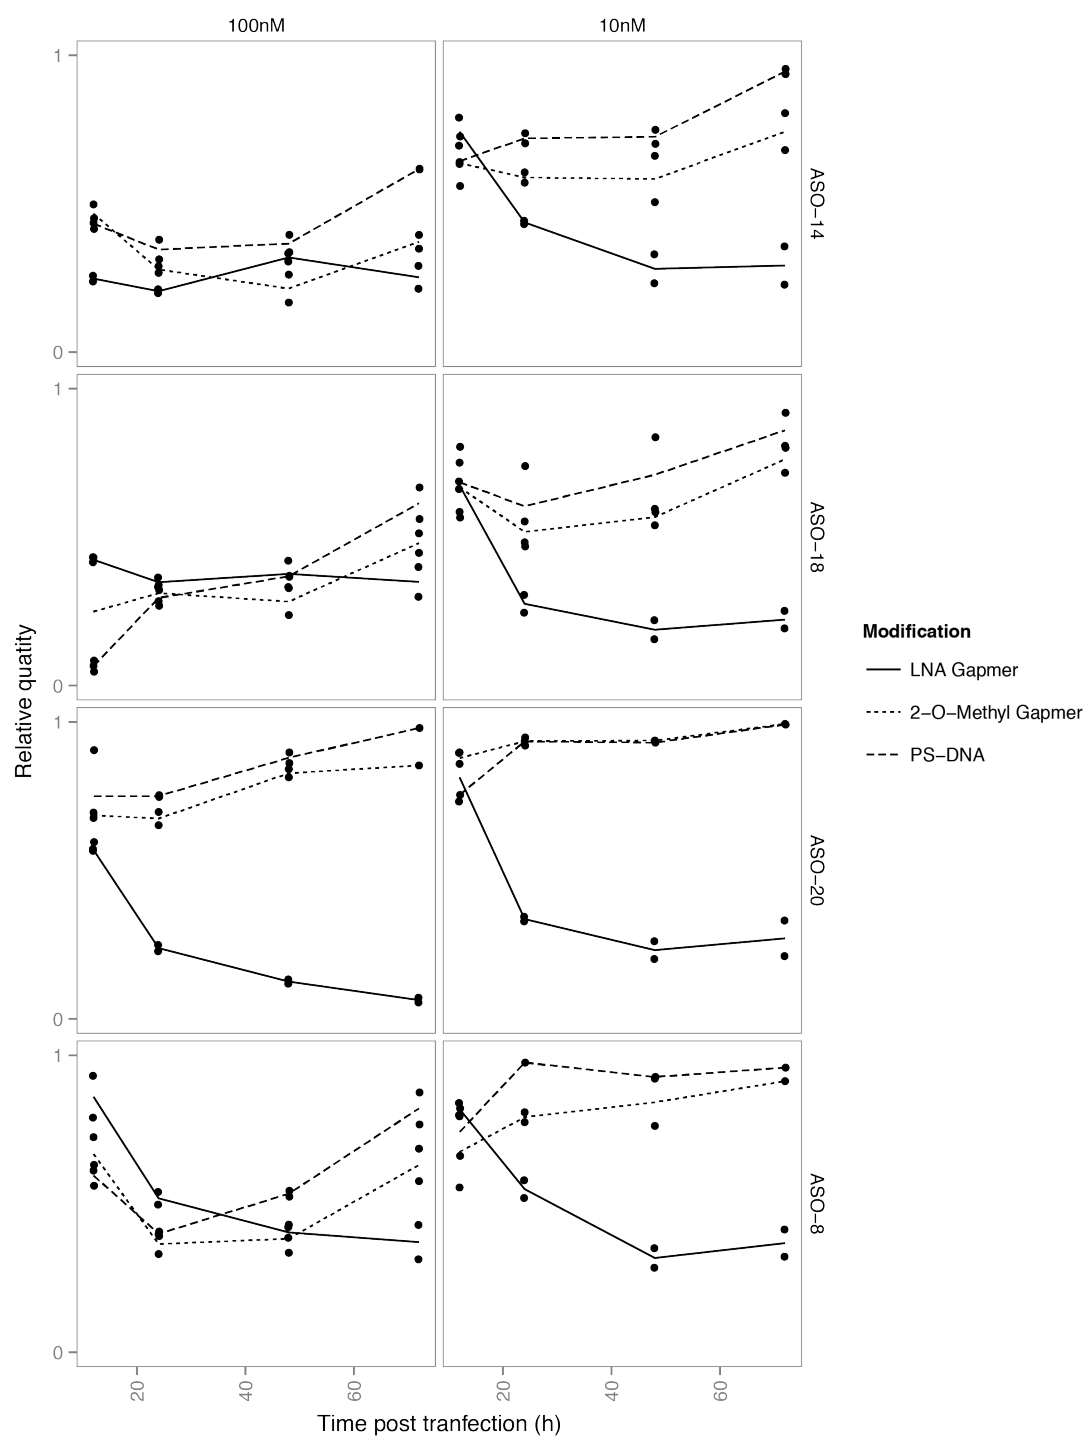 100nM 10nM
1
0
ASO−14
1
0
ASO−18
1
0
ASO−20
1
0
ASO−8
Relative quatity
20 40 60 20 40 60
Time post tranfection (h)
Modification
LNA Gapmer
2−O−Methyl Gapmer
PS−DNA